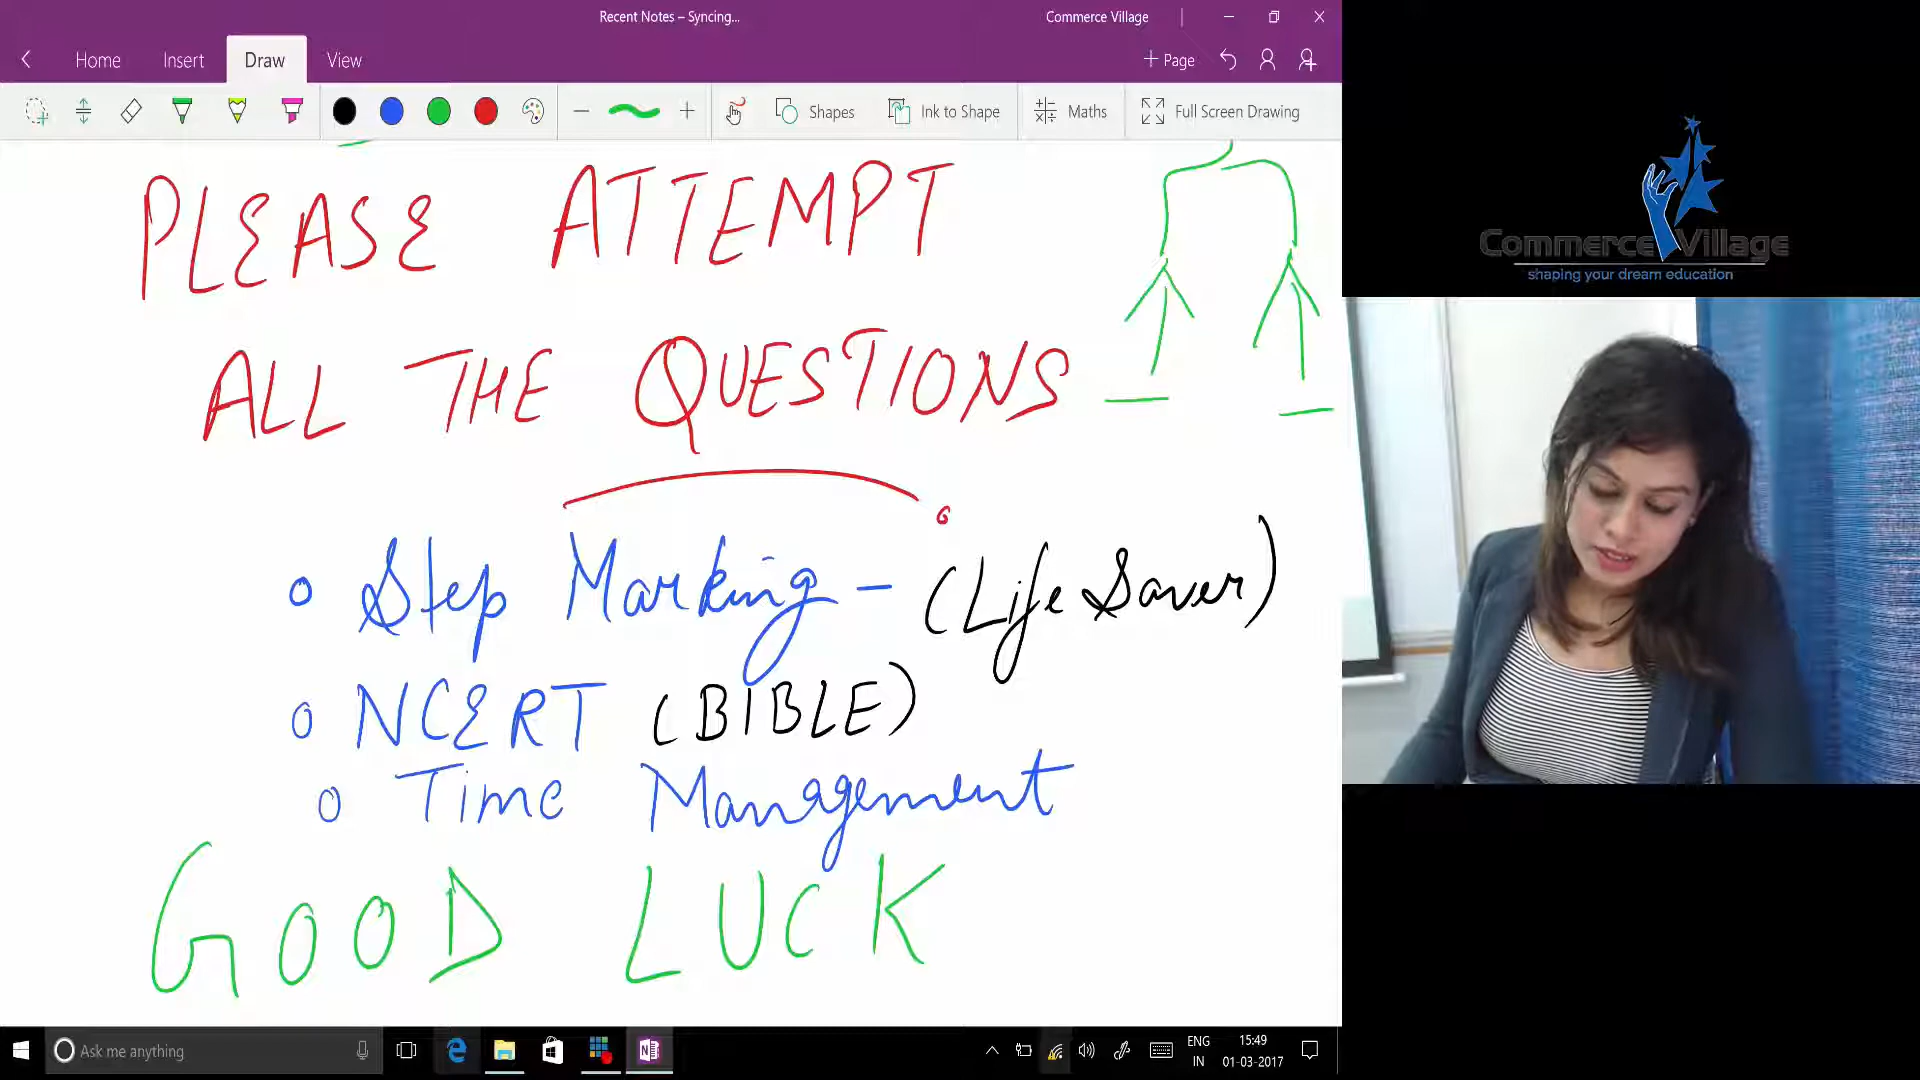 Recent Notes – Syncing...
Commerce Village
Home Insert Draw View
Page
Shapes Ink to Shape Maths Full Screen Drawing
PLEASE ATTEMPT
ALL THE QUESTIONS
Step Marking – (Life Saver)
NCERT (BIBLE)
Time Management
GOOD LUCK
Commerce Village
shaping your dream education
Ask me anything
ENG
IN
15:49
01-03-2017